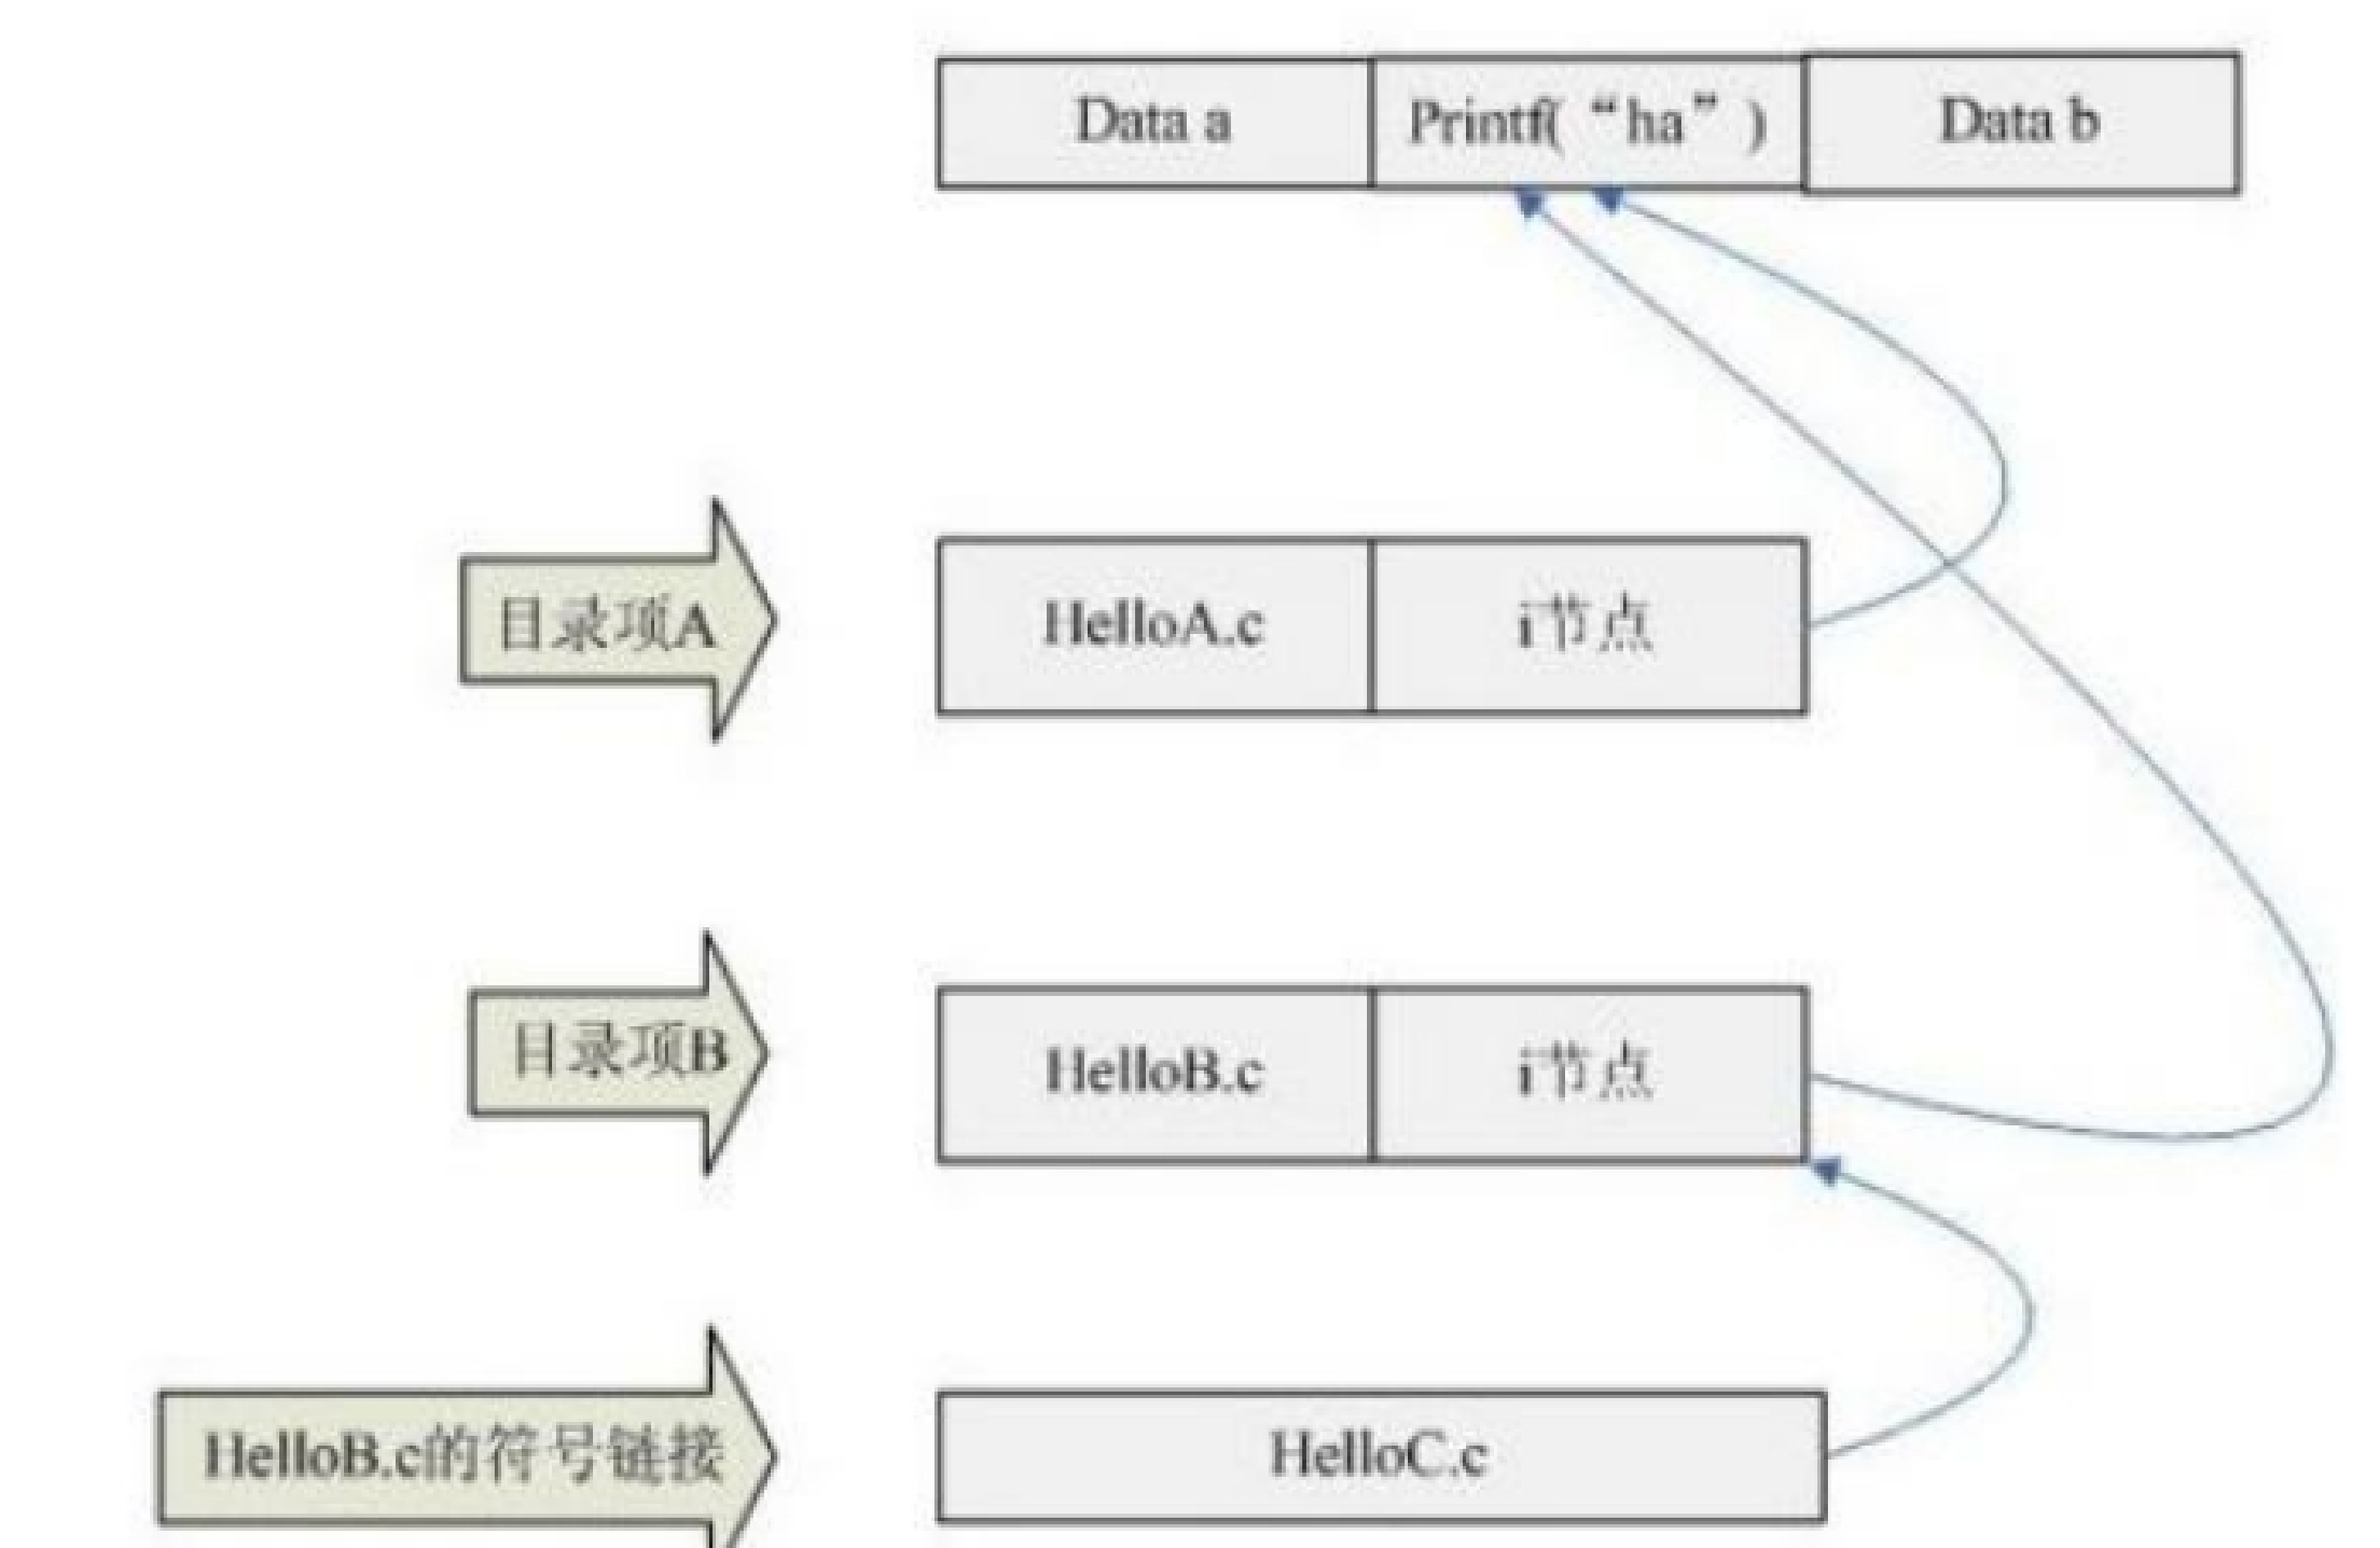 Data a
Printf( “ha” )
Data b
目录项A
HelloA.c
i节点
目录项B
HelloB.c
i节点
HelloB.c的符号链接
HelloC.c